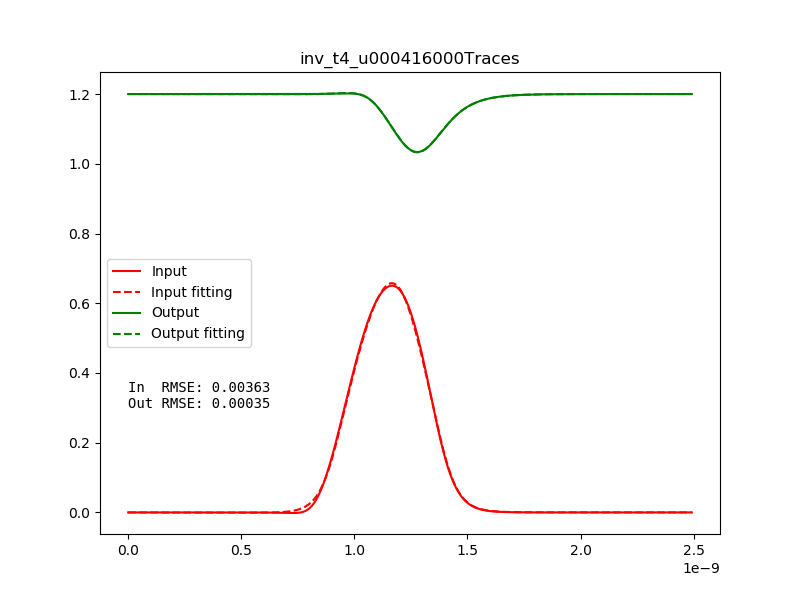 inv_t4_u000416000Traces
1.2
1.0
0.8
0.6
0.4
0.2
0.0
Input
Input fitting
Output
Output fitting
In  RMSE: 0.00363
Out RMSE: 0.00035
0.0 0.5 1.0 1.5 2.0 2.5
1e−9